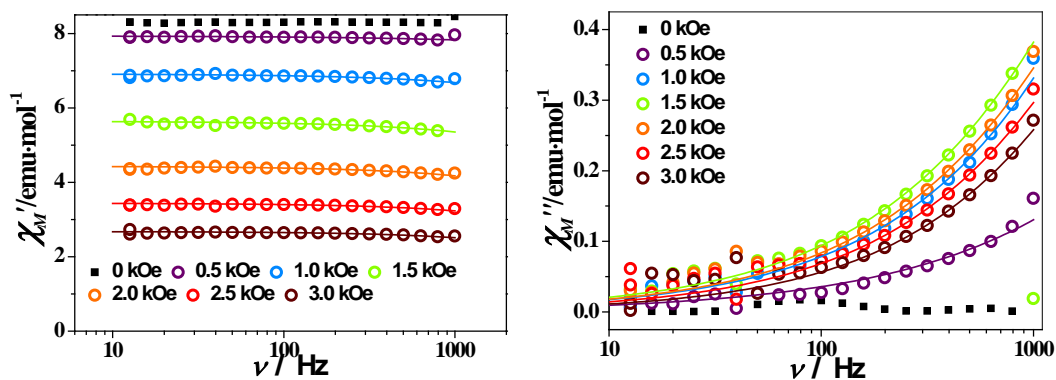 8
6
4
2
0
χM'/emu·mol-1
0 kOe 0.5 kOe 1.0 kOe 1.5 kOe
2.0 kOe 2.5 kOe 3.0 kOe
10 100 1000
ν / Hz
0.4
0.3
0.2
0.1
0.0
χM''/emu·mol-1
0 kOe
0.5 kOe
1.0 kOe
1.5 kOe
2.0 kOe
2.5 kOe
3.0 kOe
10 100 1000
ν / Hz